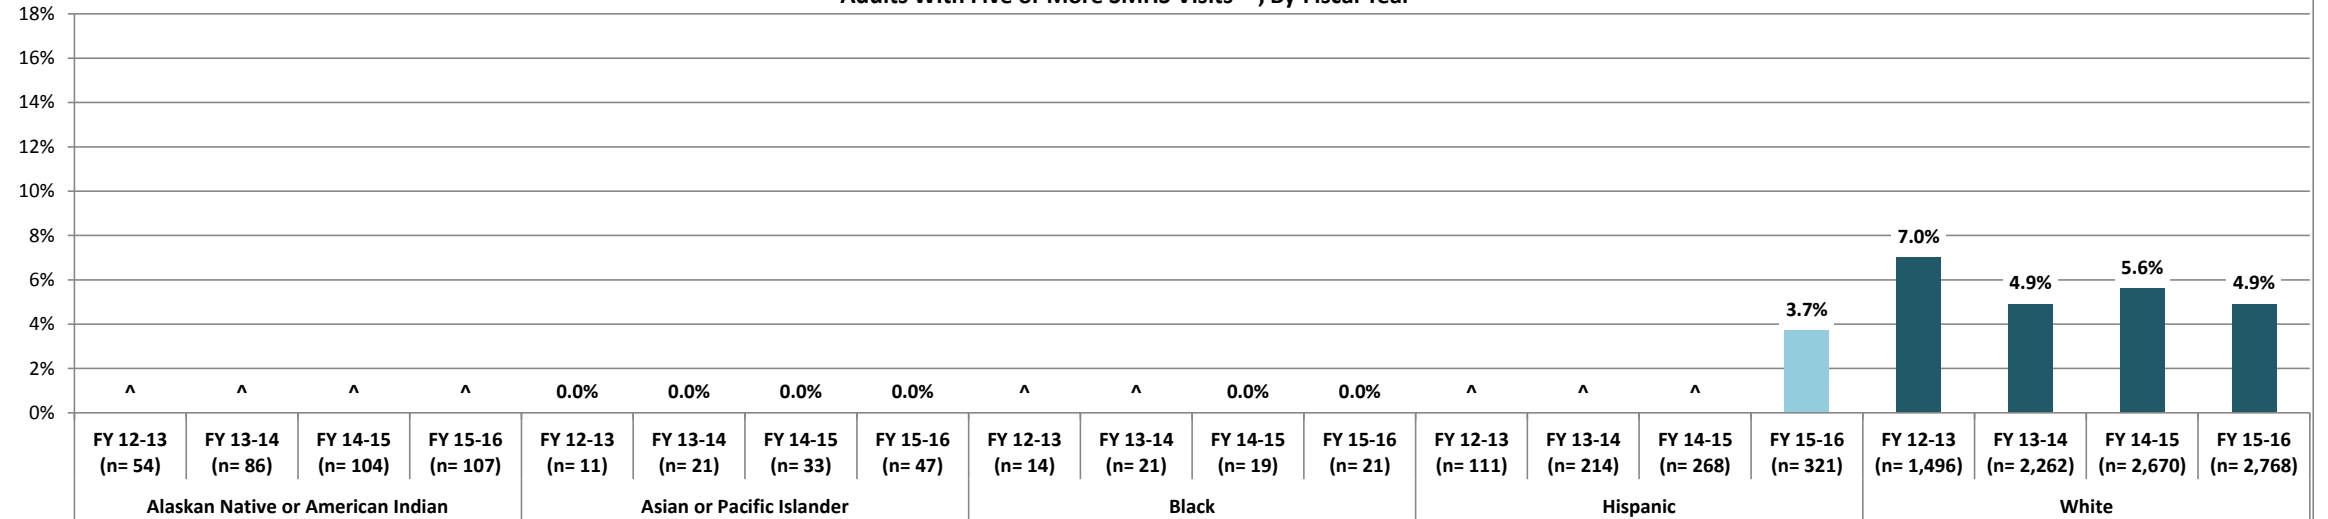 18%
16%
14%
12%
10%
8%
6%
4%
2%
0%
^ ^ ^ ^ 0.0% 0.0% 0.0% 0.0% ^ ^ 0.0% 0.0% ^ ^ ^ 3.7% 7.0% 4.9% 5.6% 4.9%
FY 12-13 FY 13-14 FY 14-15 FY 15-16 FY 12-13 FY 13-14 FY 14-15 FY 15-16 FY 12-13 FY 13-14 FY 14-15 FY 15-16 FY 12-13 FY 13-14 FY 14-15 FY 15-16 FY 12-13 FY 13-14 FY 14-15 FY 15-16
(n= 54) (n= 86) (n= 104) (n= 107) (n= 11) (n= 21) (n= 33) (n= 47) (n= 14) (n= 21) (n= 19) (n= 21) (n= 111) (n= 214) (n= 268) (n= 321) (n= 1,496) (n= 2,262) (n= 2,670) (n= 2,768)
Alaskan Native or American Indian Asian or Pacific Islander Black Hispanic White